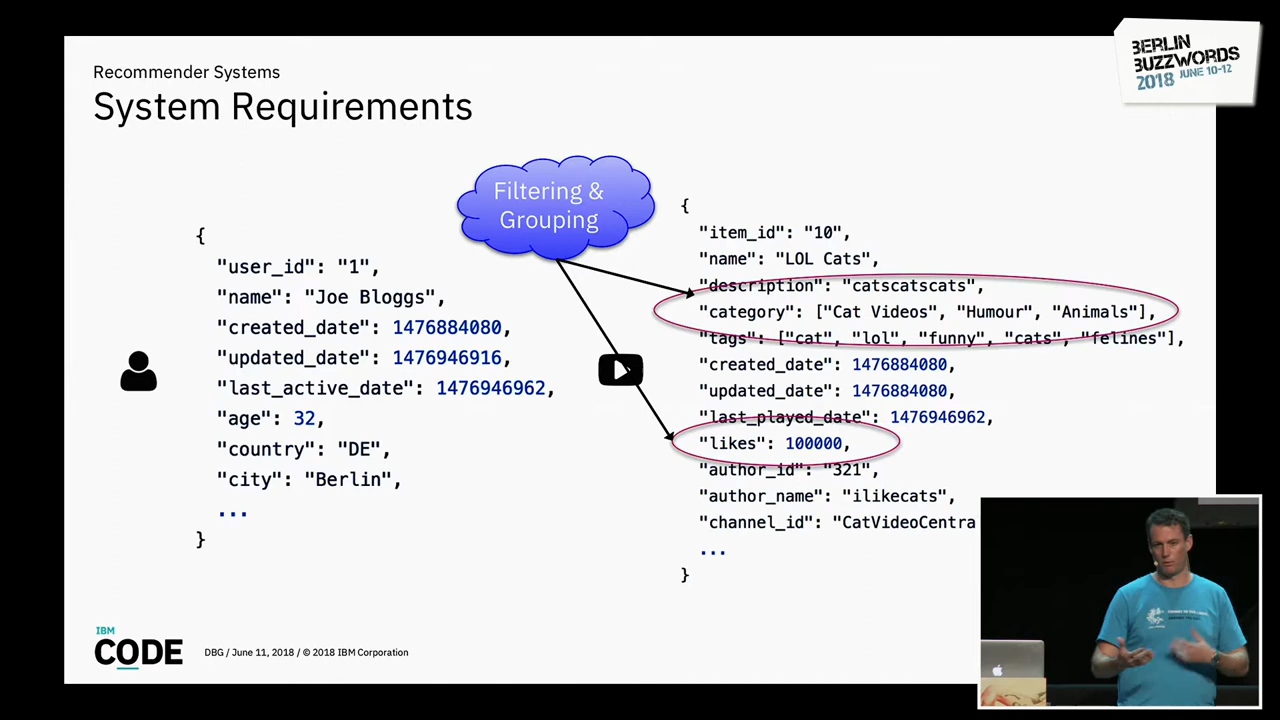 BERLIN
BUZZWORDS
2018 JUNE 10-12
Recommender Systems
System Requirements
Filtering &
Grouping
{
"user_id": "1",
"name": "Joe Bloggs",
"created_date": 1476884080,
"updated_date": 1476946916,
"last_active_date": 1476946962,
"age": 32,
"country": "DE",
"city": "Berlin",
...
}
{
"item_id": "10",
"name": "LOL Cats",
"description": "catscatscats",
"category": ["Cat Videos", "Humour", "Animals"],
"tags": ["cat", "lol", "funny", "cats", "felines"],
"created_date": 1476884080,
"updated_date": 1476884080,
"last_played_date": 1476946962,
"likes": 100000,
"author_id": "321",
"author_name": "ilikecats",
"channel_id": "CatVideoCentra
...
}
IBM
CODE
DBG / June 11, 2018 / © 2018 IBM Corporation